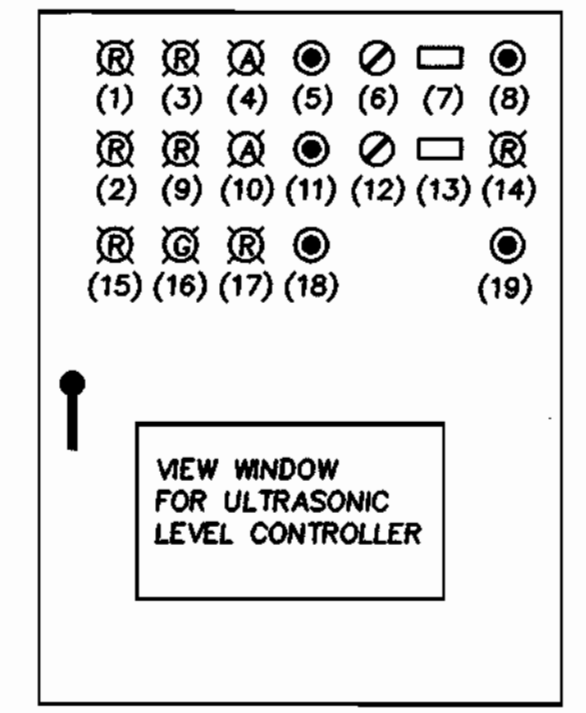 R R A
(1) (3) (4) (5) (6) (7) (8)
R R A R
(2) (9) (10) (11) (12) (13) (14)
R G R
(15) (16) (17) (18) (19)
VIEW WINDOW
FOR ULTRASONIC
LEVEL CONTROLLER